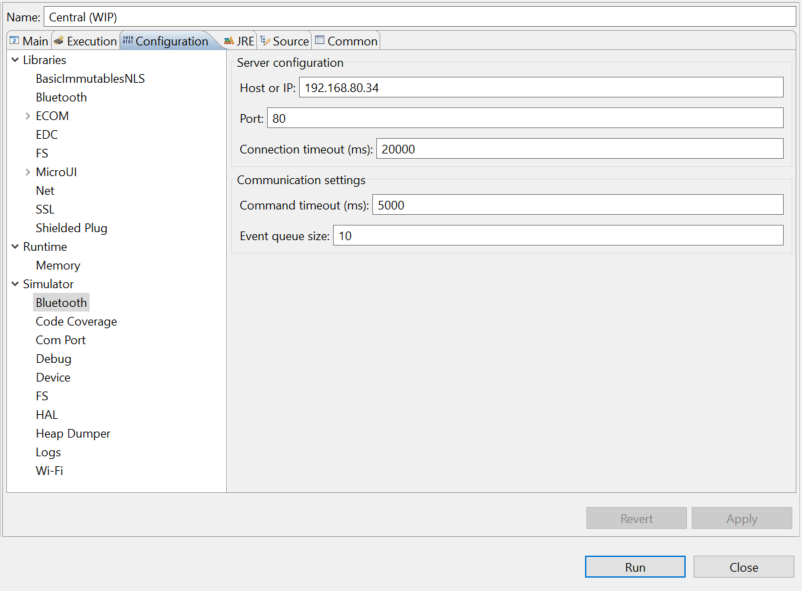 Name: Central (WIP)
Main Execution Configuration JRE Source Common
Libraries
BasicImmutablesNLS
Bluetooth
ECOM
EDC
FS
MicroUI
Net
SSL
Shielded Plug
Runtime
Memory
Simulator
Bluetooth
Code Coverage
Com Port
Debug
Device
FS
HAL
Heap Dumper
Logs
Wi-Fi
Server configuration
Host or IP: 192.168.80.34
Port: 80
Connection timeout (ms): 20000
Communication settings
Command timeout (ms): 5000
Event queue size: 10
Revert Apply
Run Close